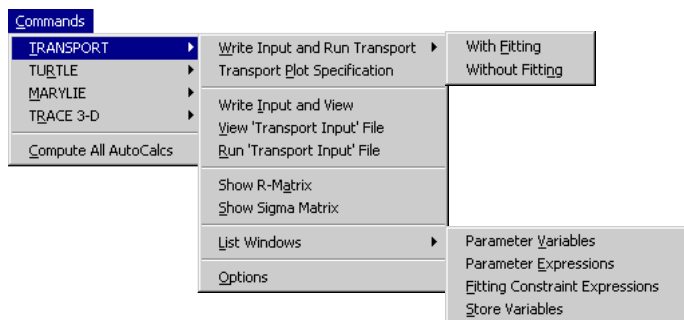 Commands
TRANSPORT
TURTLE
MARYLIE
TRACE 3-D
Compute All AutoCalcs
Write Input and Run Transport
Transport Plot Specification
Write Input and View
View 'Transport Input' File
Run 'Transport Input' File
Show R-Matrix
Show Sigma Matrix
List Windows
Options
With Fitting
Without Fitting
Parameter Variables
Parameter Expressions
Fitting Constraint Expressions
Store Variables